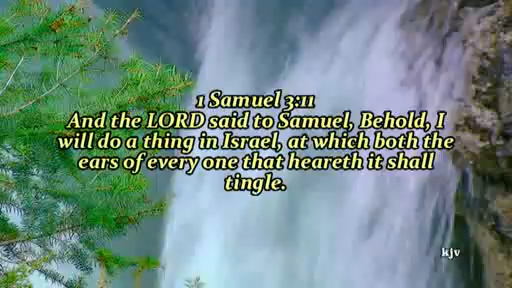 1 Samuel 3:11
And the LORD said to Samuel, Behold, I
will do a thing in Israel, at which both the
ears of every one that heareth it shall
tingle.
kjv